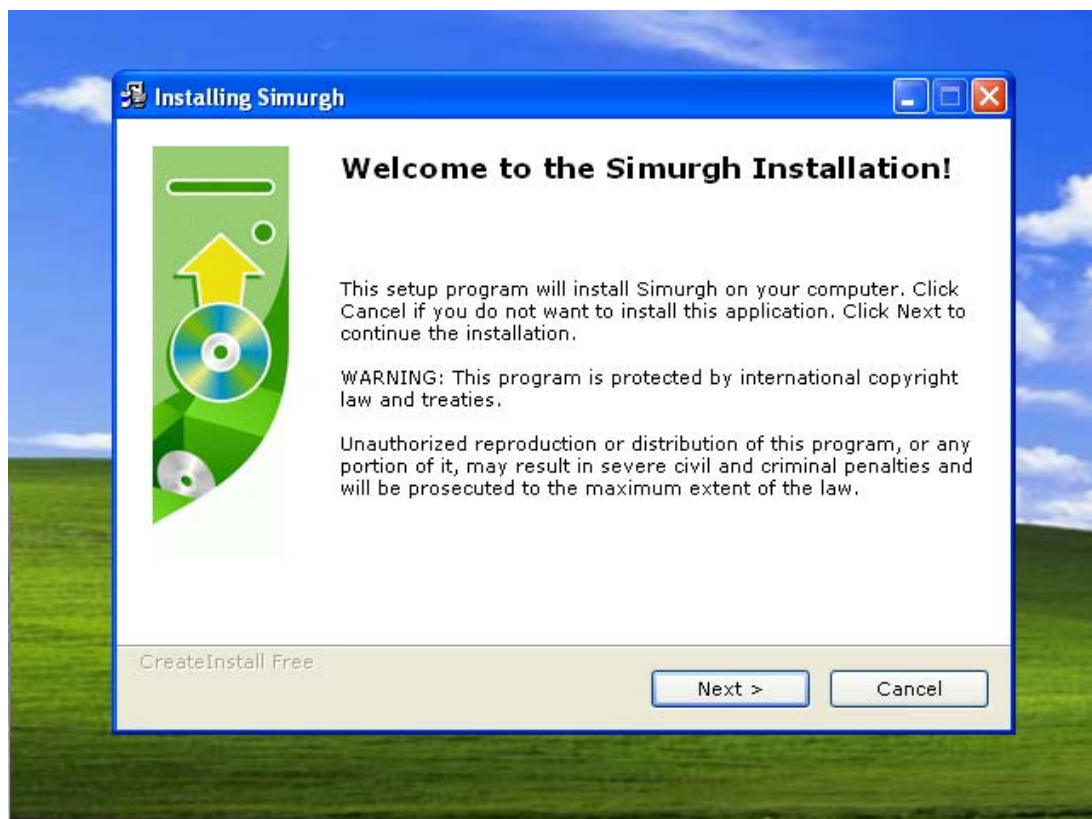 Installing Simurgh
Welcome to the Simurgh Installation!
This setup program will install Simurgh on your computer. Click
Cancel if you do not want to install this application. Click Next to
continue the installation.
WARNING: This program is protected by international copyright
law and treaties.
Unauthorized reproduction or distribution of this program, or any
portion of it, may result in severe civil and criminal penalties and
will be prosecuted to the maximum extent of the law.
CreateInstall Free
Next >
Cancel